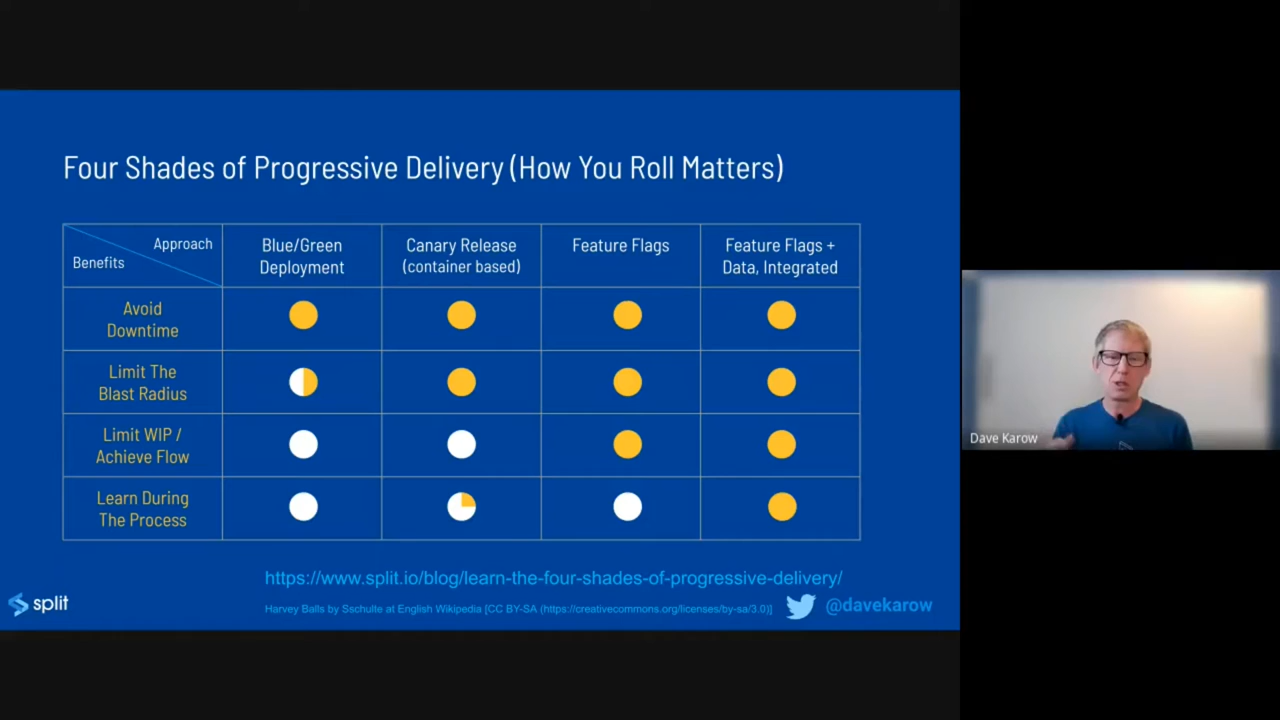 Four Shades of Progressive Delivery (How You Roll Matters)
Approach
Benefits
Blue/Green
Deployment
Canary Release
(container based)
Feature Flags
Feature Flags +
Data, Integrated
Avoid
Downtime
Limit The
Blast Radius
Limit WIP /
Achieve Flow
Learn During
The Process
https://www.split.io/blog/learn-the-four-shades-of-progressive-delivery/
Harvey Balls by Sschulte at English Wikipedia [CC BY-SA (https://creativecommons.org/licenses/by-sa/3.0)]
split
@davekarow
Dave Karow